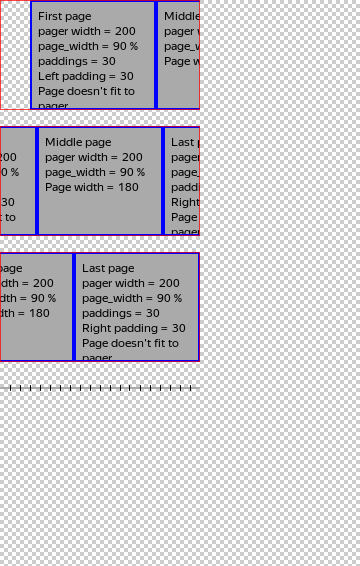 First page
pager width = 200
page_width = 90 %
paddings = 30
Left padding = 30
Page doesn't fit to
pager
Middle
pager
page_
Page
200
0 %
30
to
Middle page
pager width = 200
page_width = 90 %
Page width = 180
Last
pager
page_
Right
Page
page
dth = 200
dth = 90 %
dth = 180
Last page
pager width = 200
page_width = 90 %
paddings = 30
Right padding = 30
Page doesn't fit to
pager